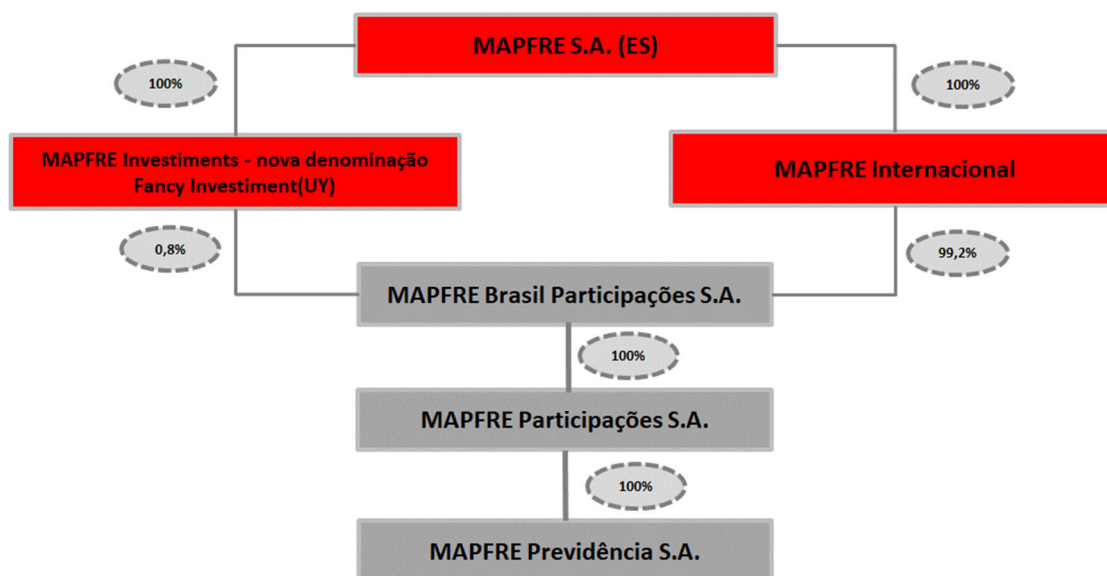 MAPFRE S.A. (ES)
100%
100%
MAPFRE Investiments - nova denominação
Fancy Investiment(UY)
MAPFRE Internacional
0,8%
99,2%
MAPFRE Brasil Participações S.A.
100%
MAPFRE Participações S.A.
100%
MAPFRE Previdência S.A.